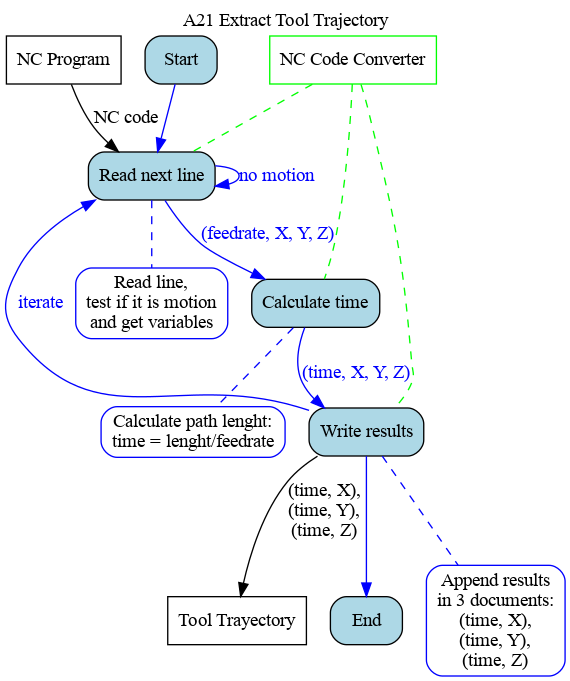 A21 Extract Tool Trajectory
NC Program
Start
NC Code Converter
NC code
Read next line
no motion
(feedrate, X, Y, Z)
Read line,
test if it is motion
and get variables
iterate
Calculate time
(time, X, Y, Z)
Calculate path lenght:
time = lenght/feedrate
Write results
(time, X),
(time, Y),
(time, Z)
Append results
in 3 documents:
(time, X),
(time, Y),
(time, Z)
Tool Trayectory
End